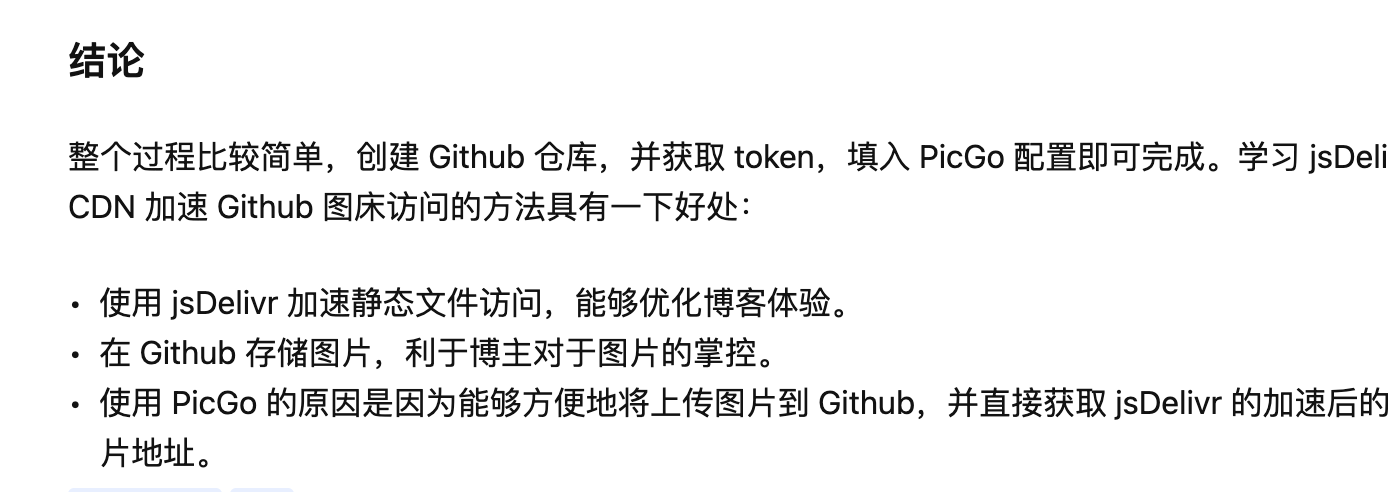 结论
整个过程比较简单，创建 Github 仓库，并获取 token，填入 PicGo 配置即可完成。学习 jsDeli
CDN 加速 Github 图床访问的方法具有一下好处：
• 使用 jsDelivr 加速静态文件访问，能够优化博客体验。
• 在 Github 存储图片，利于博主对于图片的掌控。
• 使用 PicGo 的原因是因为能够方便地将上传图片到 Github，并直接获取 jsDelivr 的加速后的
片地址。